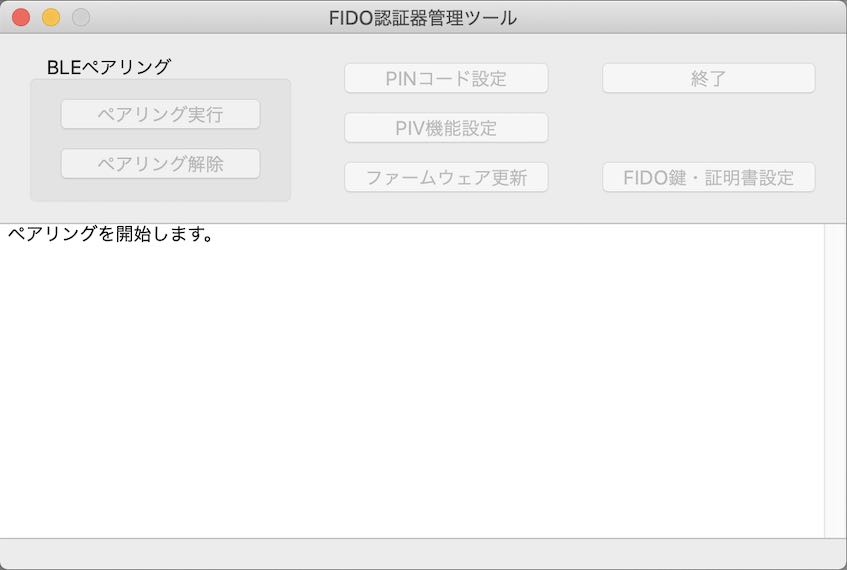 FIDO認証器管理ツール
BLEペアリング
ペアリング実行
ペアリング解除
PINコード設定
PIV機能設定
ファームウェア更新
終了
FIDO鍵・証明書設定
ペアリングを開始します。